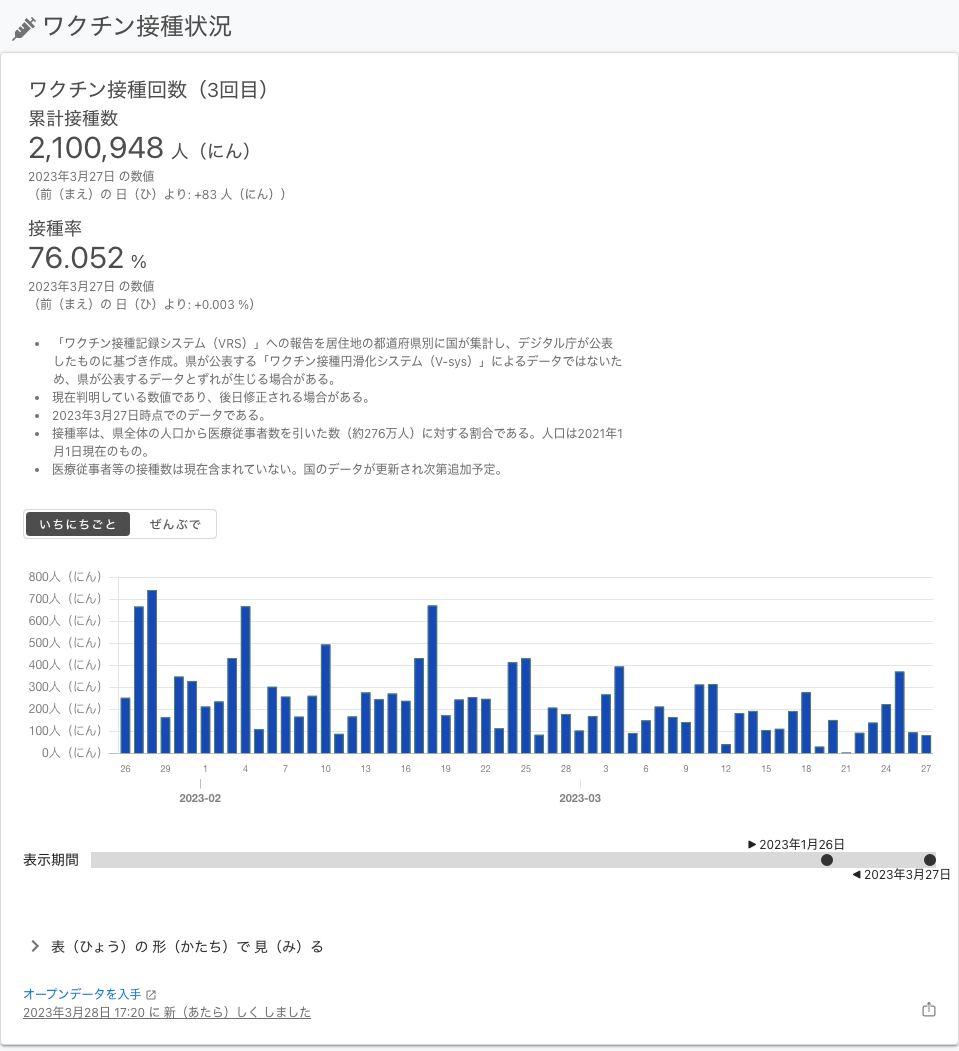 ワクチン接種状況
ワクチン接種回数（3回目）
累計接種数
2,100,948 人（にん）
2023年3月27日 の数値
（前（まえ）の 日（ひ）より: +83 人（にん））
接種率
76.052 %
2023年3月27日 の数値
（前（まえ）の 日（ひ）より: +0.003 %）
• 「ワクチン接種記録システム（VRS）」への報告を居住地の都道府県別に国が集計し、デジタル庁が公表
したものに基づき作成。県が公表する「ワクチン接種円滑化システム（V-sys）」によるデータではないた
め、県が公表するデータとずれが生じる場合がある。
• 現在判明している数値であり、後日修正される場合がある。
• 2023年3月27日時点でのデータである。
• 接種率は、県全体の人口から医療従事者数を引いた数（約276万人）に対する割合である。人口は2021年1
月1日現在のもの。
• 医療従事者等の接種数は現在含まれていない。国のデータが更新され次第追加予定。
いちにちごと ぜんぶで
800人（にん）
700人（にん）
600人（にん）
500人（にん）
400人（にん）
300人（にん）
200人（にん）
100人（にん）
0人（にん）
26 29 1 4 7 10 13 16 19 22 25 28 3 6 9 12 15 18 21 24 27
2023-02 2023-03
2023年1月26日
表示期間
2023年3月27日
表（ひょう）の 形（かたち）で 見（み）る
オープンデータを入手
2023年3月28日 17:20 に 新（あたら）しく しました